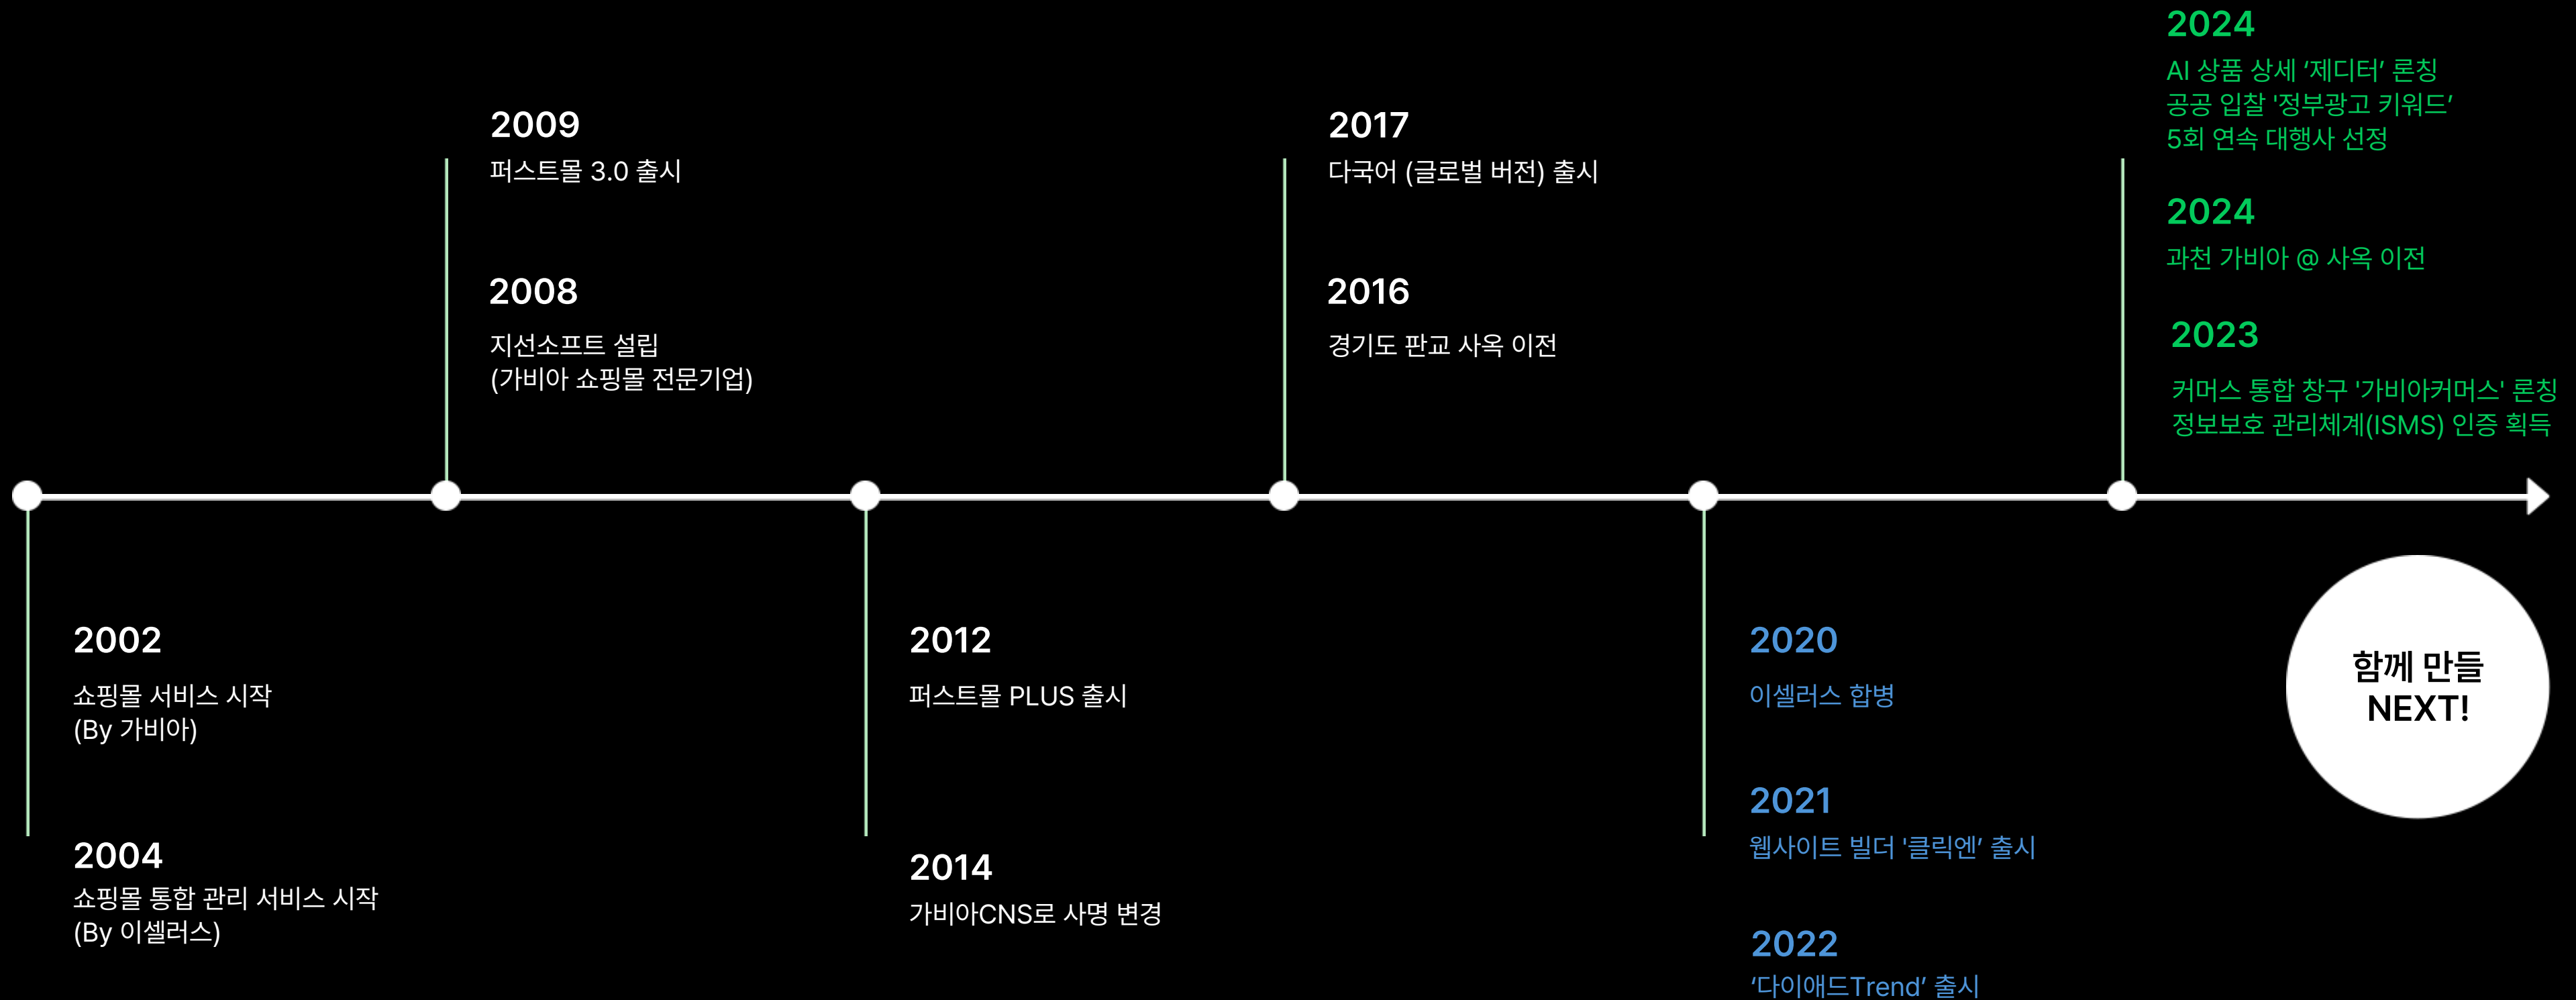 2002
쇼핑몰 서비스 시작
(By 가비아)
2004
쇼핑몰 통합 관리 서비스 시작
(By 이셀러스)
2009
퍼스트몰 3.0 출시
2008
지선소프트 설립
(가비아 쇼핑몰 전문기업)
2012
퍼스트몰 PLUS 출시
2014
가비아CNS로 사명 변경
2017
다국어 (글로벌 버전) 출시
2016
경기도 판교 사옥 이전
2020
이셀러스 합병
2021
웹사이트 빌더 '클릭엔’ 출시
2022
‘다이애드Trend’ 출시
2024
AI 상품 상세 ‘제디터’ 론칭
공공 입찰 '정부광고 키워드’
5회 연속 대행사 선정
2024
과천 가비아 @ 사옥 이전
2023
커머스 통합 창구 '가비아커머스' 론칭
정보보호 관리체계(ISMS) 인증 획득
함께 만들
NEXT!